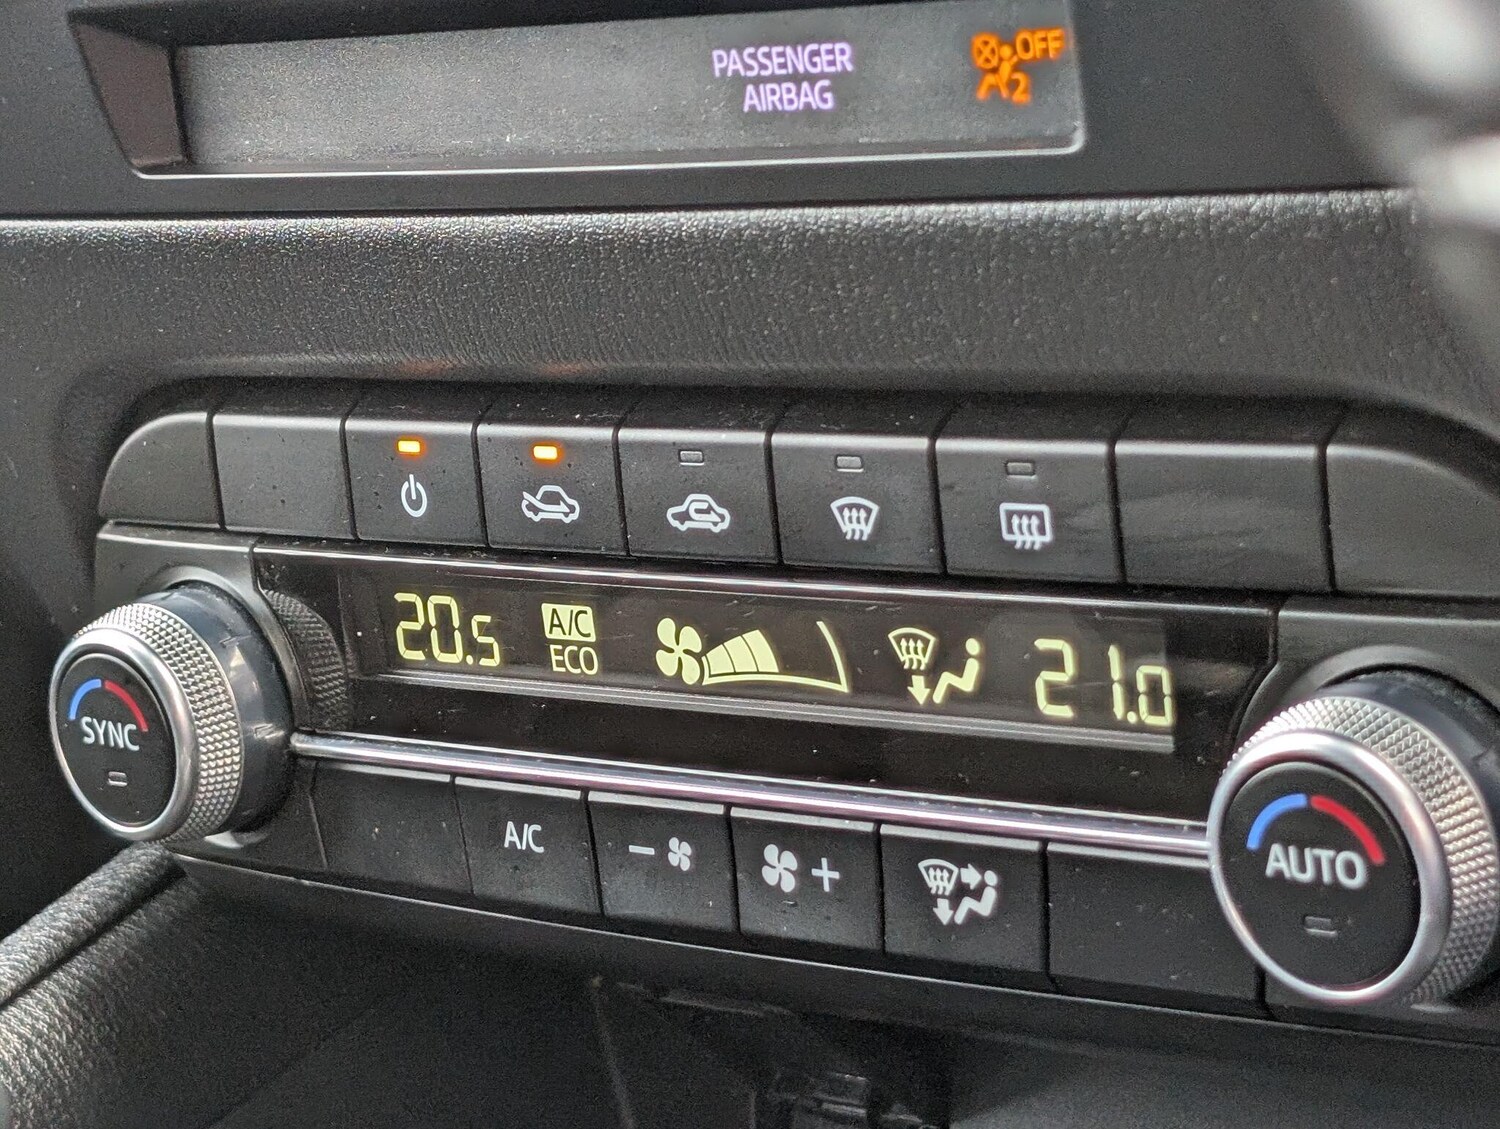 PASSENGER
AIRBAG
OFF
2
20.5
A/C
ECO
21.0
SYNC
A/C
-
+
AUTO